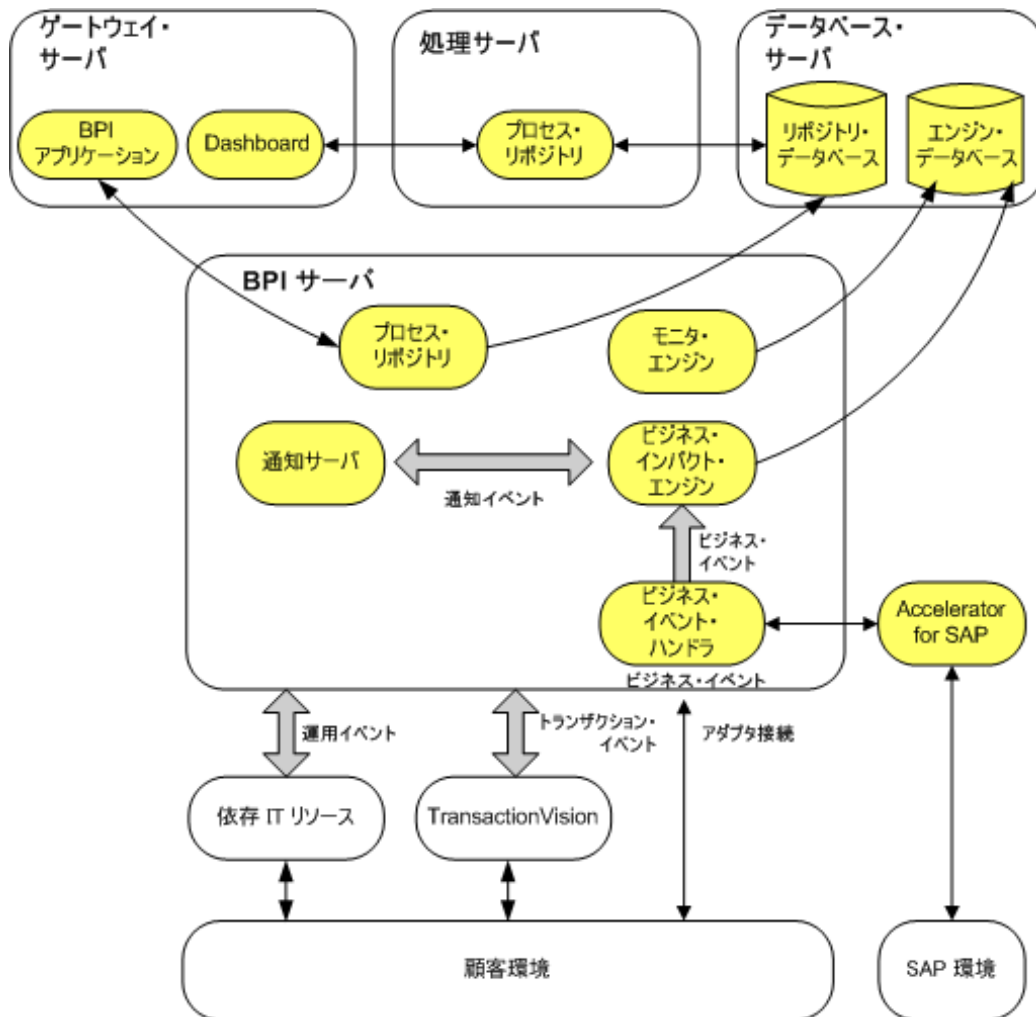 ゲートウェイ・
サーバ
処理サーバ
データベース・
サーバ
BPI
アプリケーション
Dashboard
プロセス・
リポジトリ
リポジトリ・
データベース
エンジン・
データベース
BPI サーバ
プロセス・
リポジトリ
モニタ・
エンジン
通知サーバ
通知イベント
ビジネス・
インパクト・
エンジン
ビジネス・
イベント
ビジネス・
イベント・
ハンドラ
ビジネス・イベント
Accelerator
for SAP
運用イベント
トランザクション・
イベント
アダプタ接続
依存 IT リソース
TransactionVision
顧客環境
SAP 環境